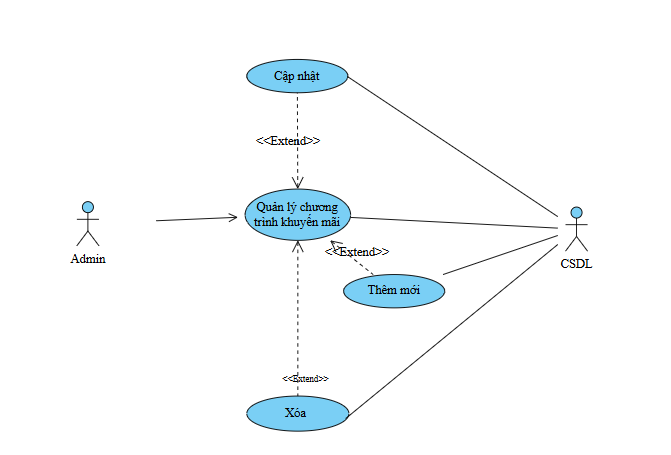 Cập nhật
<<Extend>>
Quản lý chương
trình khuyến mãi
<<Extend>>
Admin
CSDL
Thêm mới
<<Extend>>
Xóa